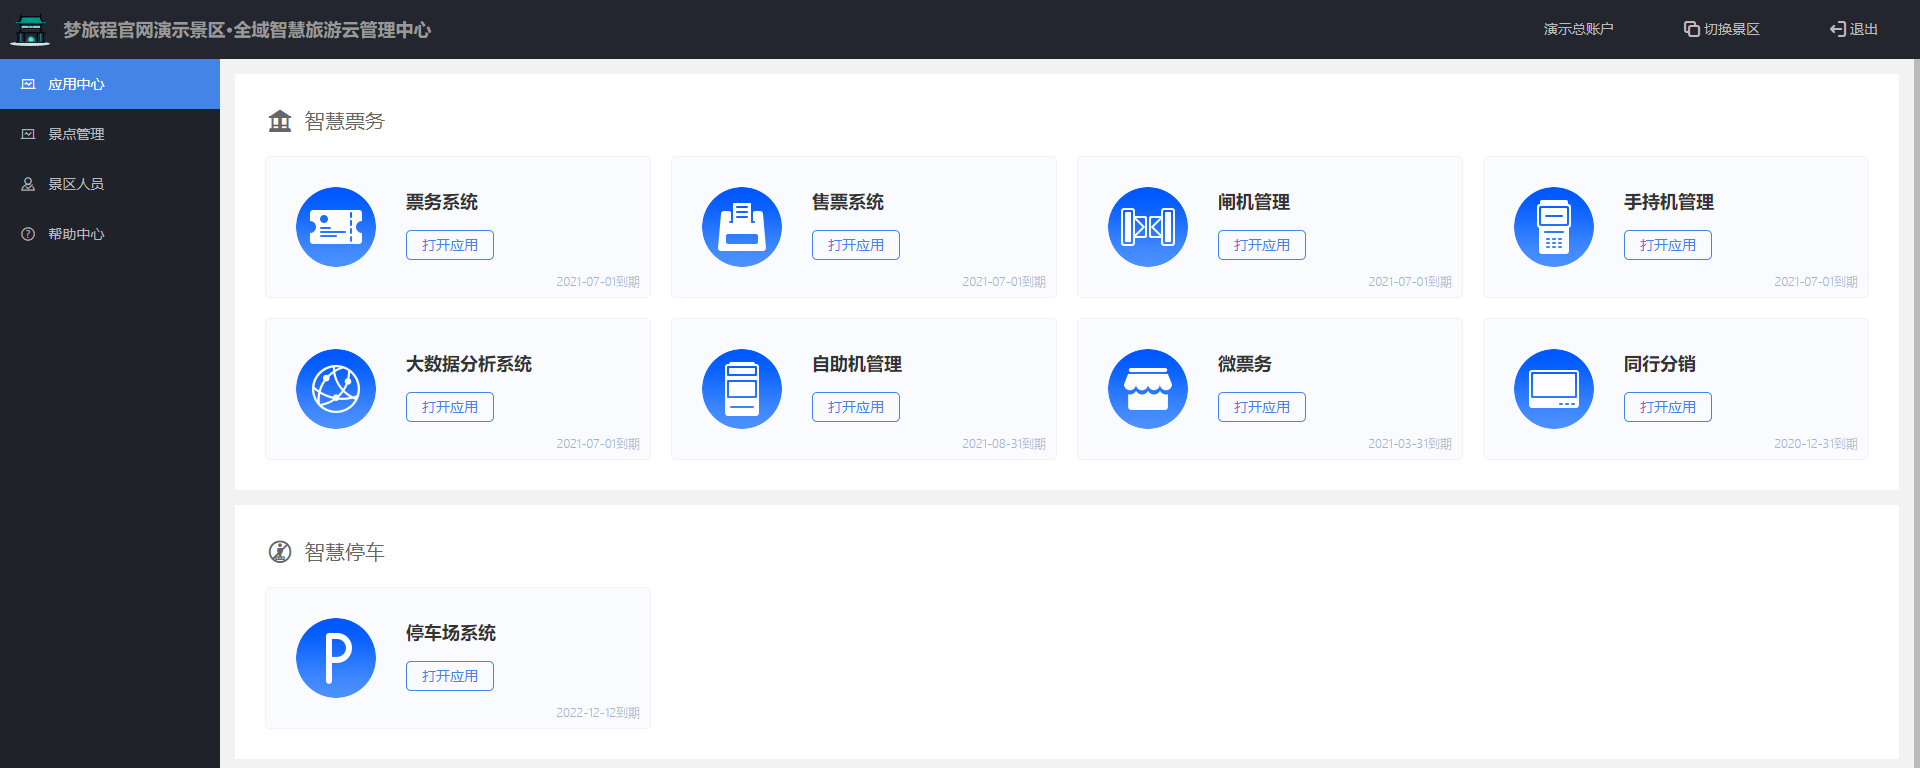 梦旅程官网演示景区•全域智慧旅游云管理中心
演示总账户
切换景区
退出
应用中心
景点管理
景区人员
帮助中心
智慧票务
票务系统
打开应用
2021-07-01到期
售票系统
打开应用
2021-07-01到期
闸机管理
打开应用
2021-07-01到期
手持机管理
打开应用
2021-07-01到期
大数据分析系统
打开应用
2021-07-01到期
自助机管理
打开应用
2021-08-31到期
微票务
打开应用
2021-03-31到期
同行分销
打开应用
2020-12-31到期
智慧停车
P
停车场系统
打开应用
2022-12-12到期